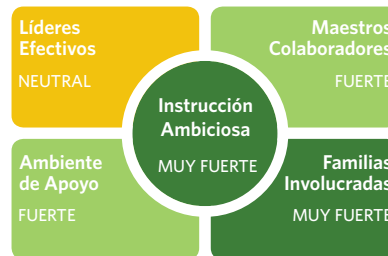 Líderes
Efectivos
NEUTRAL
Maestros
Colaboradores
FUERTE
Instrucción
Ambiciosa
MUY FUERTE
Ambiente
de Apoyo
FUERTE
Familias
Involucradas
MUY FUERTE